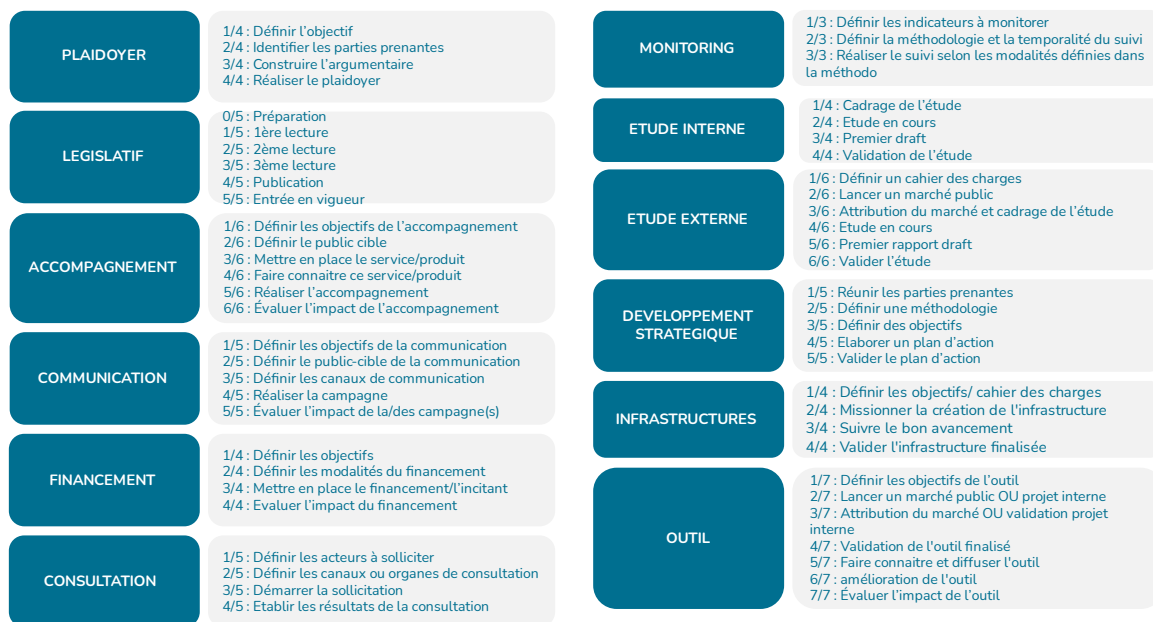 PLAIDOYER
1/4 : Définir l'objectif
2/4 : Identifier les parties prenantes
3/4 : Construire l'argumentaire
4/4 : Réaliser le plaidoyer
LEGISLATIF
0/5 : Préparation
1/5 : 1ère lecture
2/5 : 2ème lecture
3/5 : 3ème lecture
4/5 : Publication
5/5 : Entrée en vigueur
ACCOMPAGNEMENT
1/6 : Définir les objectifs de l'accompagnement
2/6 : Définir le public cible
3/6 : Mettre en place le service/produit
4/6 : Faire connaitre ce service/produit
5/6 : Réaliser l'accompagnement
6/6 : Évaluer l'impact de l'accompagnement
COMMUNICATION
1/5 : Définir les objectifs de la communication
2/5 : Définir le public-cible de la communication
3/5 : Définir les canaux de communication
4/5 : Réaliser la campagne
5/5 : Évaluer l'impact de la/des campagne(s)
FINANCEMENT
1/4 : Définir les objectifs
2/4 : Définir les modalités du financement
3/4 : Mettre en place le financement/l'incitant
4/4 : Evaluer l'impact du financement
CONSULTATION
1/5 : Définir les acteurs à solliciter
2/5 : Définir les canaux ou organes de consultation
3/5 : Démarrer la sollicitation
4/5 : Etablir les résultats de la consultation
MONITORING
1/3 : Définir les indicateurs à monitorer
2/3 : Définir la méthodologie et la temporalité du suivi
3/3 : Réaliser le suivi selon les modalités définies dans
la méthodo
ETUDE INTERNE
1/4 : Cadrage de l'étude
2/4 : Etude en cours
3/4 : Premier draft
4/4 : Validation de l'étude
ETUDE EXTERNE
1/6 : Définir un cahier des charges
2/6 : Lancer un marché public
3/6 : Attribution du marché et cadrage de l'étude
4/6 : Etude en cours
5/6 : Premier rapport draft
6/6 : Valider l'étude
DEVELOPPEMENT
STRATEGIQUE
1/5 : Réunir les parties prenantes
2/5 : Définir une méthodologie
3/5 : Définir des objectifs
4/5 : Elaborer un plan d'action
5/5 : Valider le plan d'action
INFRASTRUCTURES
1/4 : Définir les objectifs/ cahier des charges
2/4 : Missionner la création de l'infrastructure
3/4 : Suivre le bon avancement
4/4 : Valider l'infrastructure finalisée
OUTIL
1/7 : Définir les objectifs de l'outil
2/7 : Lancer un marché public OU projet interne
3/7 : Attribution du marché OU validation projet
interne
4/7 : Validation de l'outil finalisé
5/7 : Faire connaitre et diffuser l'outil
6/7 : amélioration de l'outil
7/7 : Évaluer l'impact de l'outil